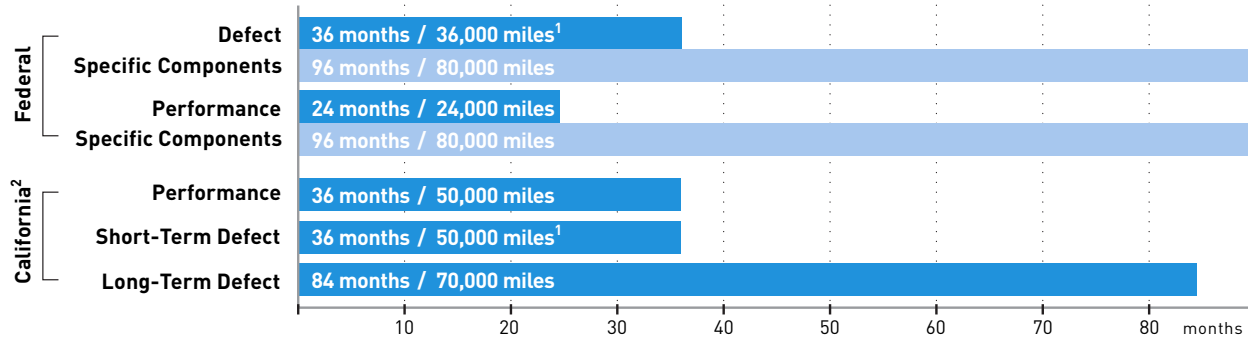 Federal
Defect 36 months / 36,000 miles1
Specific Components 96 months / 80,000 miles
Performance 24 months / 24,000 miles
Specific Components 96 months / 80,000 miles
California2
Performance 36 months / 50,000 miles
Short-Term Defect 36 months / 50,000 miles1
Long-Term Defect 84 months / 70,000 miles
10 20 30 40 50 60 70 80 months